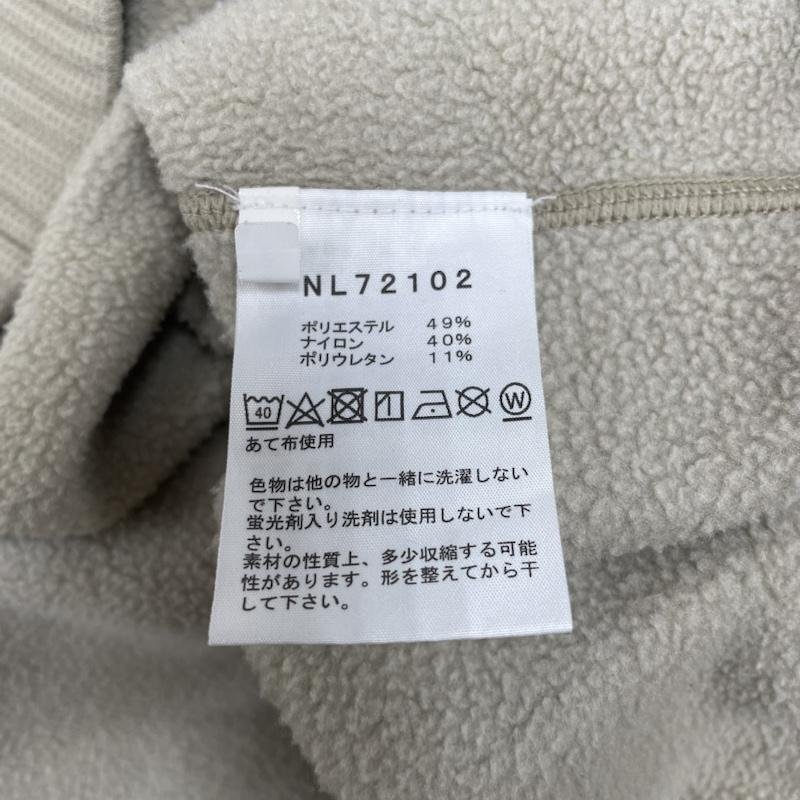 NL72102
ポリエステル 49%
ナイロン 40%
ポリウレタン 11%
40
W
あて布使用
色物は他の物と一緒に洗濯しない
で下さい。
蛍光剤入り洗剤は使用しないで下
さい。
素材の性質上、多少収縮する可能
性があります。形を整えてから干
して下さい。